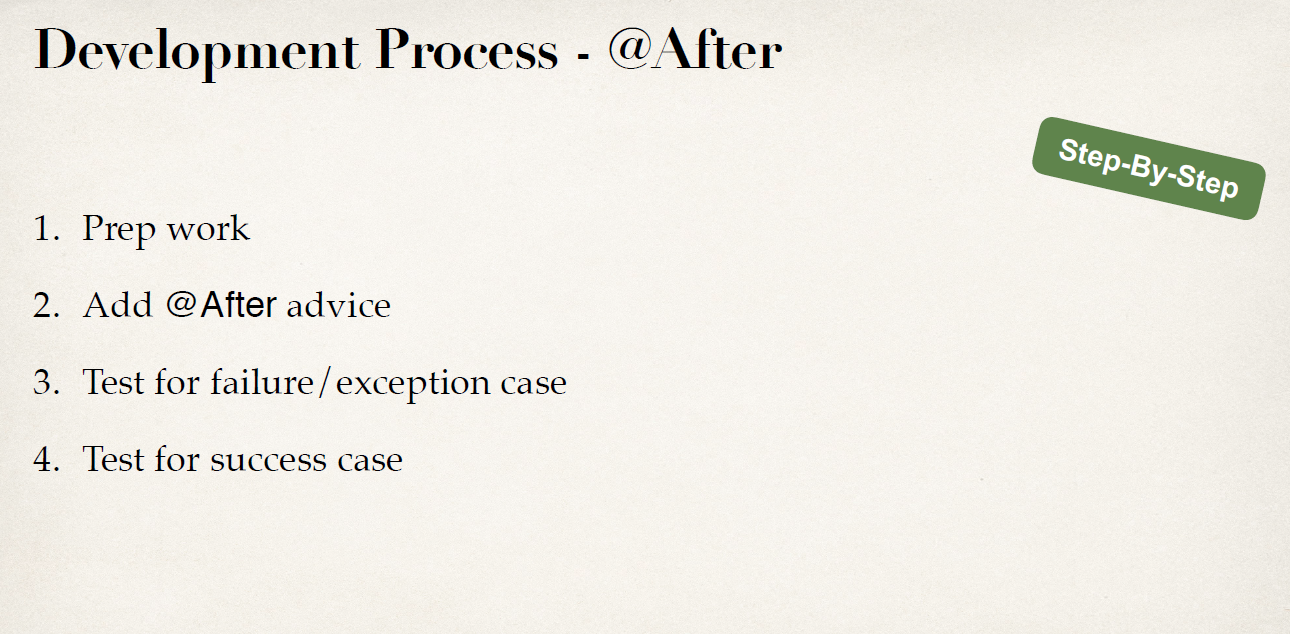 Development Process - @After
Step-By-Step
1. Prep work
2. Add @After advice
3. Test for failure/exception case
4. Test for success case